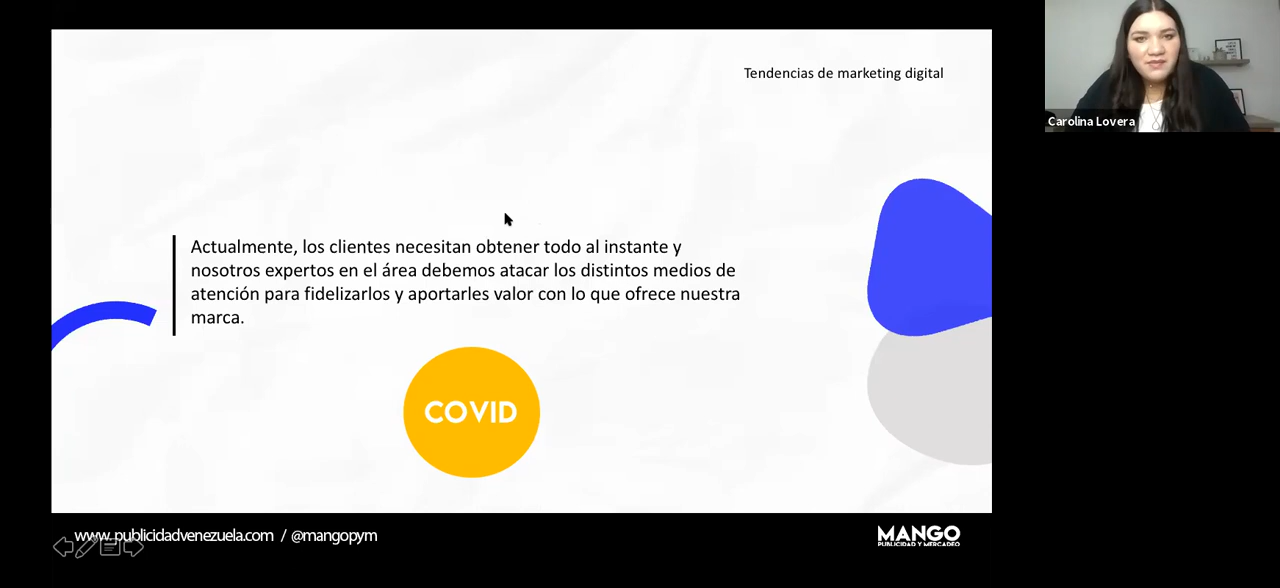 Tendencias de marketing digital
Carolina Lovera
Actualmente, los clientes necesitan obtener todo al instante y
nosotros expertos en el área debemos atacar los distintos medios de
atención para fidelizarlos y aportarles valor con lo que ofrece nuestra
marca.
COVID
www.publicidadvenezuela.com / @mangopym
MANGO
PUBLICIDAD Y MERCADEO